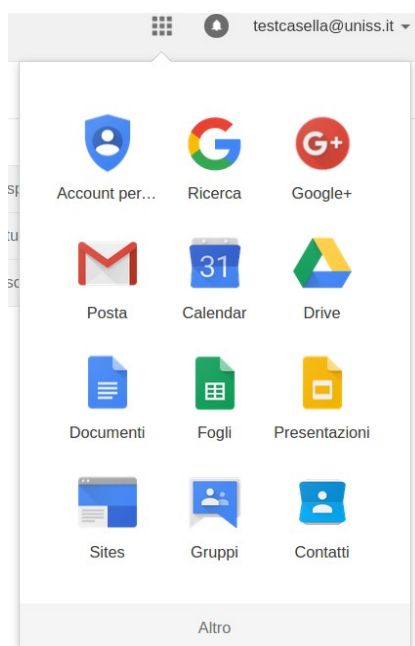 testcasella@uniss.it
Account per...
Ricerca
Google+
Posta
31
Calendar
Drive
Documenti
Fogli
Presentazioni
Sites
Gruppi
Contatti
Altro